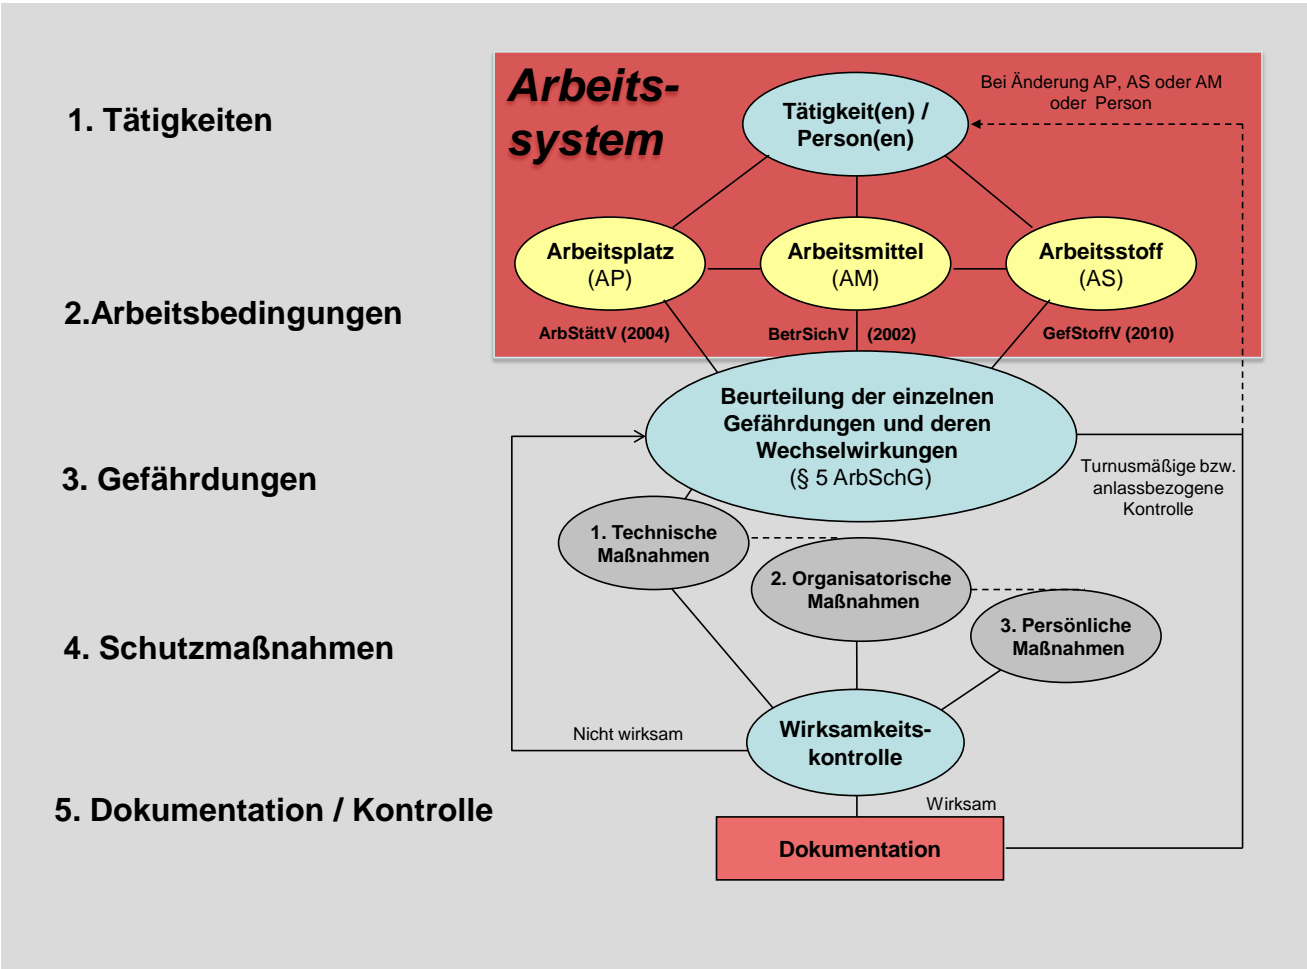 Arbeits-
system
Bei Änderung AP, AS oder AM
oder Person
1. Tätigkeiten
Tätigkeit(en) /
Person(en)
Arbeitsplatz
(AP)
Arbeitsmittel
(AM)
Arbeitsstoff
(AS)
2.Arbeitsbedingungen
ArbStättV (2004)
BetrSichV (2002)
GefStoffV (2010)
Beurteilung der einzelnen
Gefährdungen und deren
Wechselwirkungen
(§ 5 ArbSchG)
3. Gefährdungen
Turnusmäßige bzw.
anlassbezogene
Kontrolle
1. Technische
Maßnahmen
2. Organisatorische
Maßnahmen
3. Persönliche
Maßnahmen
4. Schutzmaßnahmen
Nicht wirksam
Wirksamkeits-
kontrolle
5. Dokumentation / Kontrolle
Wirksam
Dokumentation